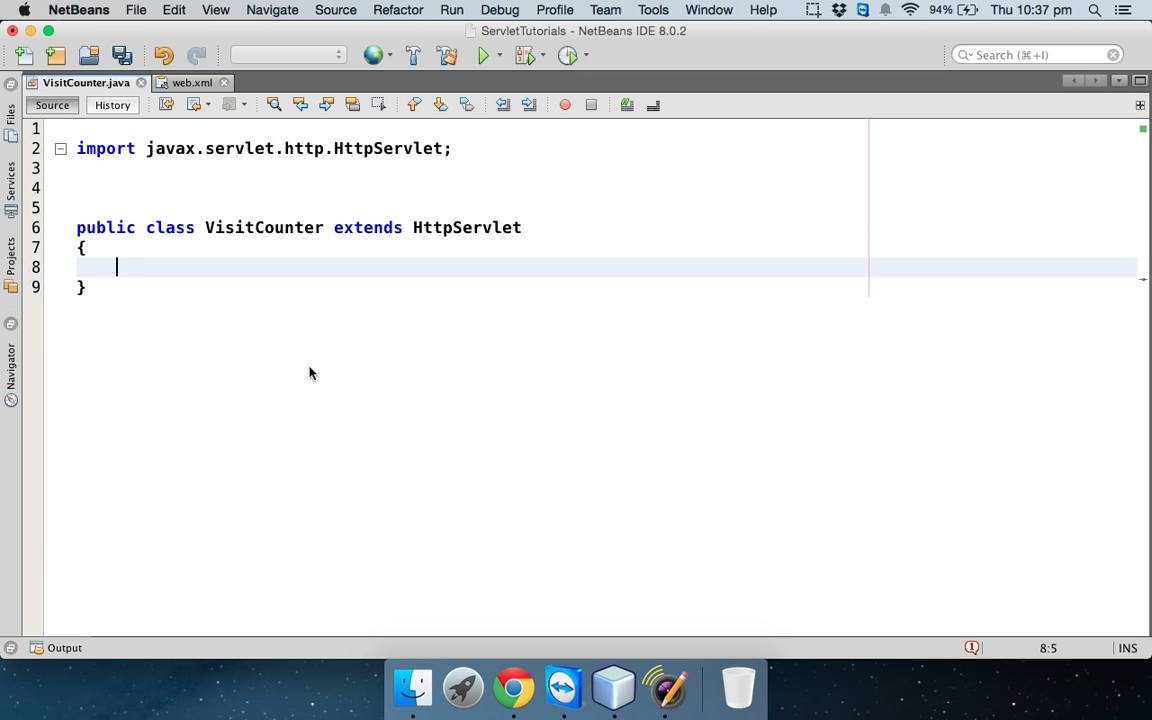 NetBeans File Edit View Navigate Source Refactor Run Debug Profile Team Tools Window Help 94% Thu 10:37 pm
ServletTutorials - NetBeans IDE 8.0.2
Search (⌘+I)
VisitCounter.java web.xml
Source History
Files
Services
Projects
Navigator
1
2 import javax.servlet.http.HttpServlet;
3
4
5
6 public class VisitCounter extends HttpServlet
7 {
8
9 }
Output 1 8:5 INS